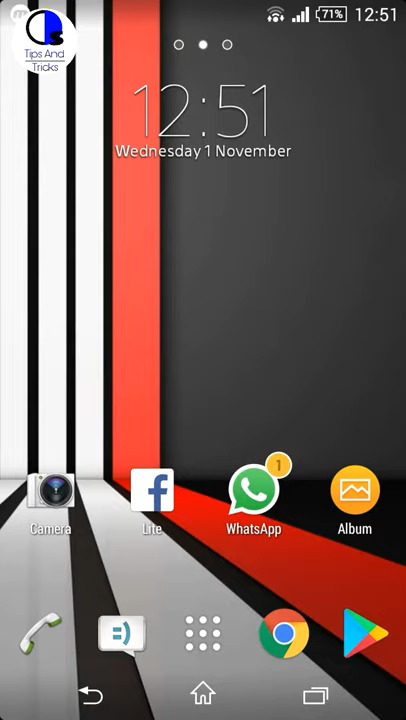 Tips And
Tricks
71%
12:51
12:51
Wednesday 1 November
1
Camera
Lite
WhatsApp
Album